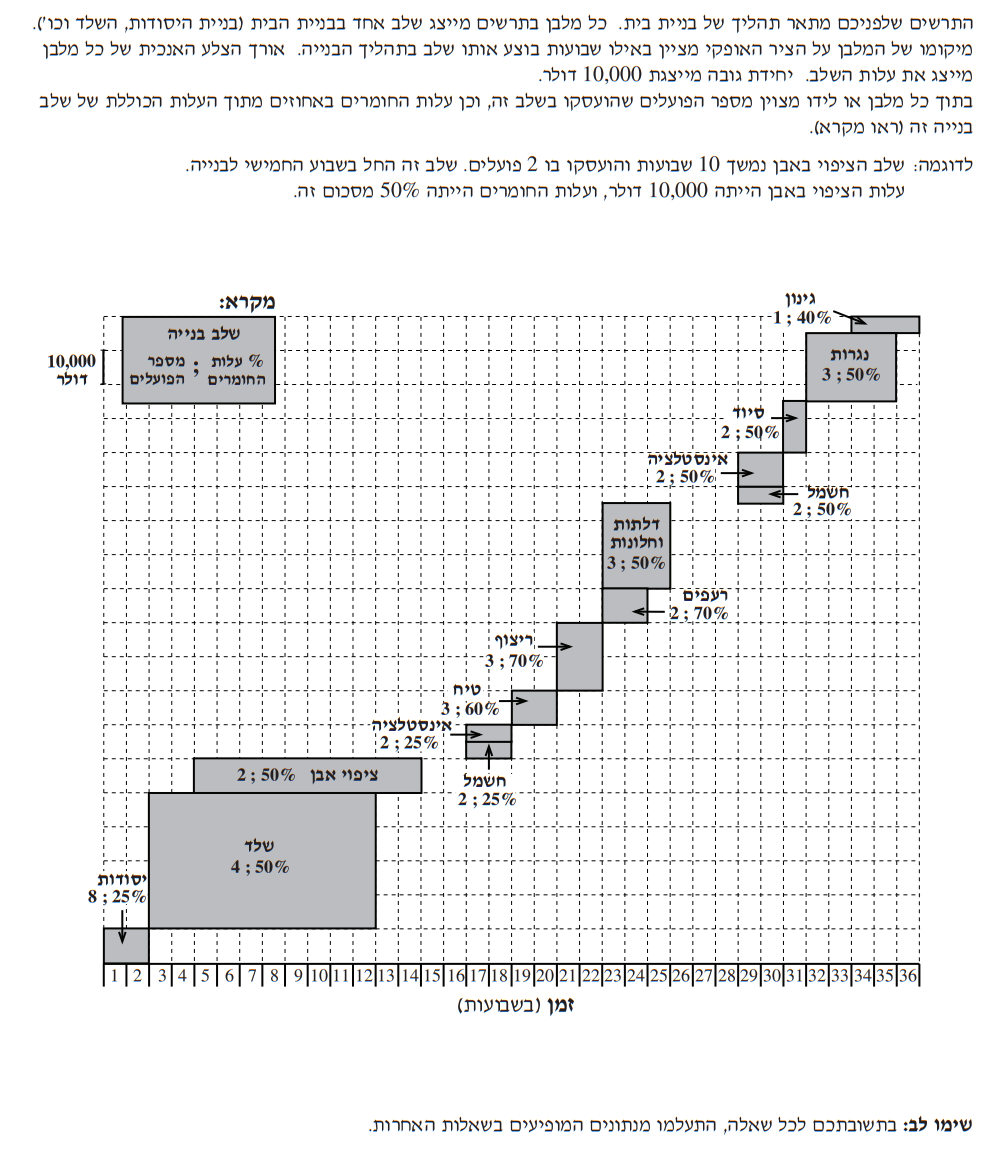 התרשים שלפניכם מתאר תהליך של בניית בית. כל מלבן בתרשים מייצג שלב אחד בבניית הבית (בניית היסודות, השלד וכו').
מיקומו של המלבן על הציר האופקי מציין באילו שבועות בוצע אותו שלב בתהליך הבנייה. אורך הצלע האנכית של כל מלבן
מייצג את עלות השלב. יחידת גובה מייצגת 10,000 דולר.
בתוך כל מלבן או לידו מצוין מספר הפועלים שהועסקו בשלב זה, וכן עלות החומרים באחוזים מתוך העלות הכוללת של שלב
בנייה זה (ראו מקרא).
לדוגמה: שלב הציפוי באבן נמשך 10 שבועות והועסקו בו 2 פועלים. שלב זה החל בשבוע החמישי לבנייה.
עלות הציפוי באבן הייתה 10,000 דולר, ועלות החומרים הייתה 50% מסכום זה.
מקרא:
שלב בנייה
מספר הפועלים ; % עלות החומרים
10,000
דולר
גינון
1 ; 40%
נגרות
3 ; 50%
סיוד
2 ; 50%
אינסטלציה
2 ; 50%
חשמל
2 ; 50%
דלתות
וחלונות
3 ; 50%
רעפים
2 ; 70%
ריצוף
3 ; 70%
טיח
3 ; 60%
אינסטלציה
2 ; 25%
חשמל
2 ; 25%
ציפוי אבן 2 ; 50%
שלד
4 ; 50%
יסודות
8 ; 25%
1 2 3 4 5 6 7 8 9 10 11 12 13 14 15 16 17 18 19 20 21 22 23 24 25 26 27 28 29 30 31 32 33 34 35 36
זמן (בשבועות)
שימו לב: בתשובתכם לכל שאלה, התעלמו מנתונים המופיעים בשאלות האחרות.